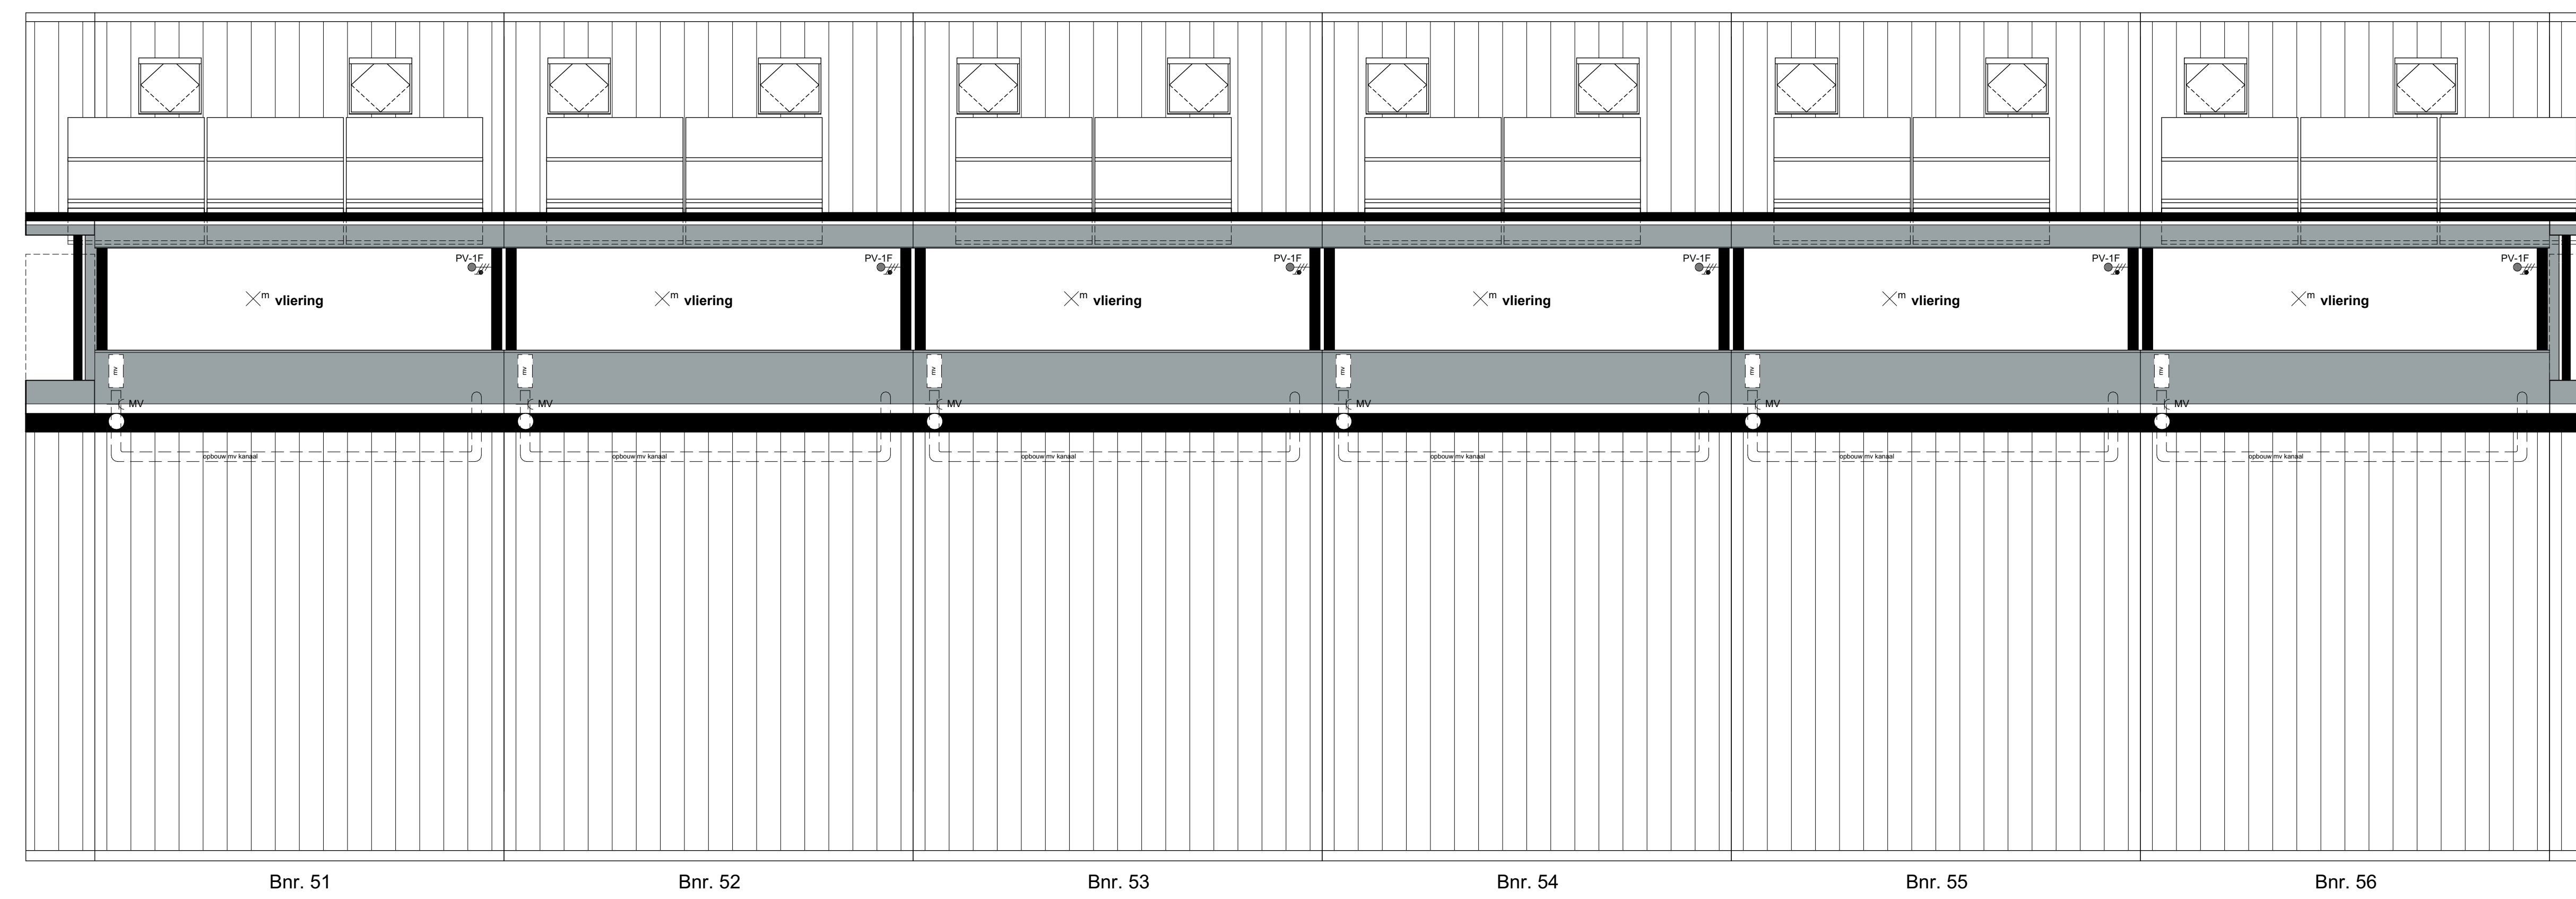 PV-1F PV-1F PV-1F PV-1F PV-1F PV-1F
m vliering m vliering m vliering m vliering m vliering m vliering
mv mv mv mv mv mv
MV MV MV MV MV MV
opbouw mv kanaal opbouw mv kanaal opbouw mv kanaal opbouw mv kanaal opbouw mv kanaal opbouw mv kanaal
Bnr. 51 Bnr. 52 Bnr. 53 Bnr. 54 Bnr. 55 Bnr. 56